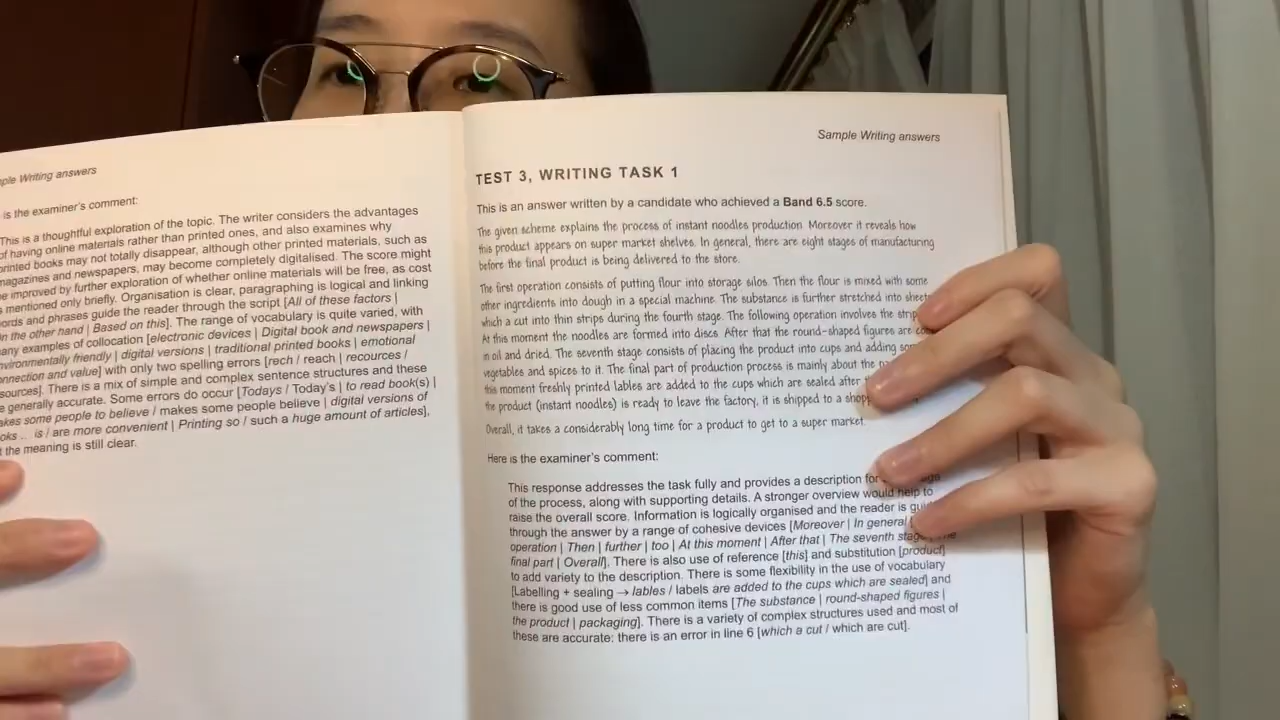 Sample Writing answers
is the examiner's comment:
This is a thoughtful exploration of the topic. The writer considers the advantages
of having online materials rather than printed ones, and also examines why
printed books may not totally disappear, although other printed materials, such as
magazines and newspapers, may become completely digitalised. The score might
be improved by further exploration of whether online materials will be free, as cost
is mentioned only briefly. Organisation is clear, paragraphing is logical and linking
words and phrases guide the reader through the script [All of these factors |
On the other hand | Based on this]. The range of vocabulary is quite varied, with
many examples of collocation [electronic devices | Digital book and newspapers |
environmentally friendly | digital versions | traditional printed books | emotional
connection and value] with only two spelling errors [rech / reach | recources /
resources]. There is a mix of simple and complex sentence structures and these
are generally accurate. Some errors do occur [Todays / Today's | to read book(s) |
makes some people to believe / makes some people believe | digital versions of
books .. is / are more convenient | Printing so / such a huge amount of articles],
but the meaning is still clear.
Sample Writing answers
TEST 3, WRITING TASK 1
This is an answer written by a candidate who achieved a Band 6.5 score.
The given scheme explains the process of instant noodles production. Moreover it reveals how
this product appears on super market shelves. In general, there are eight stages of manufacturing
before the final product is being delivered to the store.
The first operation consists of putting flour into storage silos. Then the flour is mixed with some
other ingredients into dough in a special machine. The substance is further stretched into sheets
which a cut into thin strips during the fourth stage. The following operation involves the
At this moment the noodles are formed into discs. After that the round-shaped figures are
in oil and dried. The seventh stage consists of placing the product into cups and adding
vegetables and spices to it. The final part of production process is mainly about the
this moment freshly printed lables are added to the cups which are sealed after
the product (instant noodles) is ready to leave the factory, it is shipped to a
Overall, it takes a considerably long time for a product to get to a super market.
Here is the examiner's comment:
This response addresses the task fully and provides a description for
of the process, along with supporting details. A stronger overview would help to
raise the overall score. Information is logically organised and the reader is
through the answer by a range of cohesive devices [Moreover | In general
operation | Then | further | too | At this moment | After that | The seventh
final part | Overall]. There is also use of reference [this] and substitution [product]
to add variety to the description. There is some flexibility in the use of vocabulary
[Labelling + sealing → lables / labels are added to the cups which are sealed] and
there is good use of less common items [The substance | round-shaped figures |
the product | packaging]. There is a variety of complex structures used and most of
these are accurate: there is an error in line 6 [which a cut / which are cut].